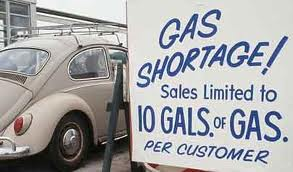 GAS
SHORTAGE!
Sales Limited to
10 GALS. OF GAS.
PER CUSTOMER